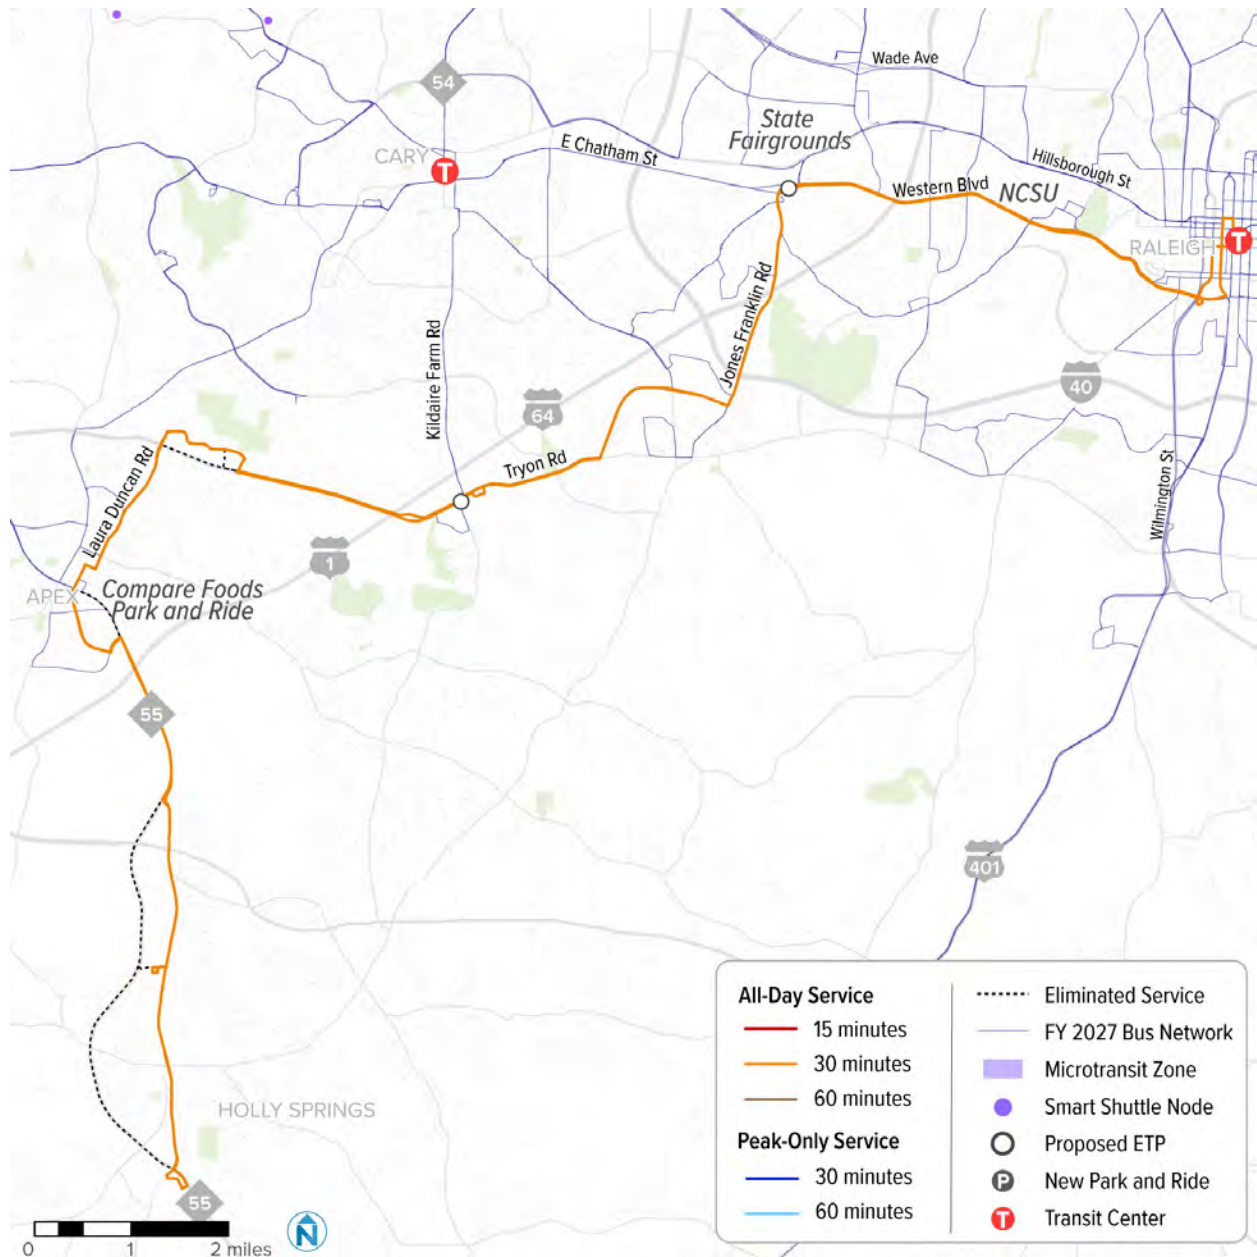 Wade Ave
54
State
Fairgrounds
CARY
T
E Chatham St
Hillsborough St
Western Blvd
NCSU
RALEIGH
T
Jones Franklin Rd
Kildaire Farm Rd
40
64
Laura Duncan Rd
Tryon Rd
Wilmington St
1
APEX
Compare Foods
Park and Ride
55
401
HOLLY SPRINGS
55
0 1 2 miles
N
All-Day Service
15 minutes
30 minutes
60 minutes
Peak-Only Service
30 minutes
60 minutes
Eliminated Service
FY 2027 Bus Network
Microtransit Zone
Smart Shuttle Node
Proposed ETP
P New Park and Ride
T Transit Center